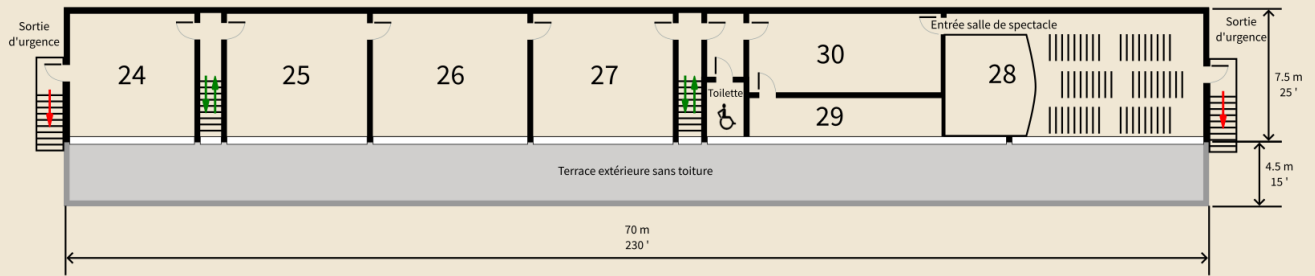 Sortie
d'urgence
24
25
26
27
Toilette
30
29
Entrée salle de spectacle
28
Sortie
d'urgence
7.5 m
25 '
Terrace extérieure sans toiture
4.5 m
15 '
70 m
230 '